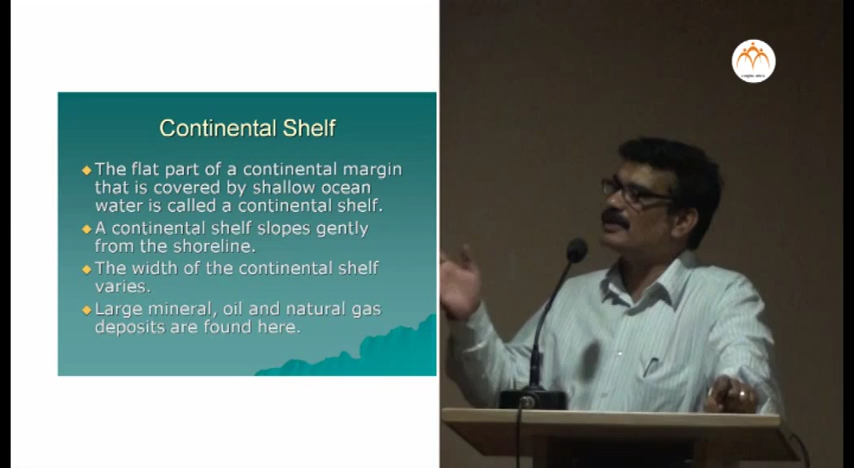 Continental Shelf
The flat part of a continental margin
that is covered by shallow ocean
water is called a continental shelf.
A continental shelf slopes gently
from the shoreline.
The width of the continental shelf
varies.
Large mineral, oil and natural gas
deposits are found here.